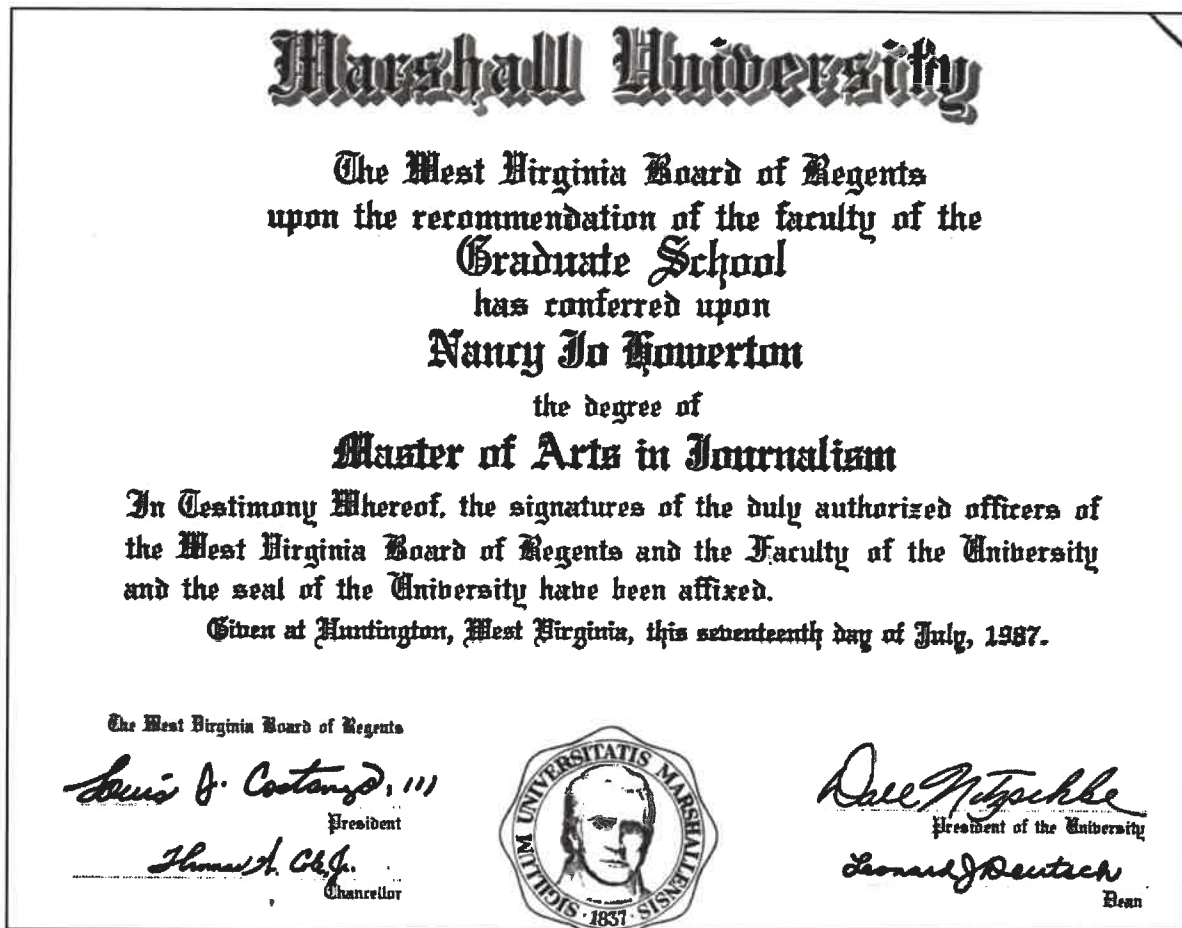 Marshall University
The West Virginia Board of Regents
upon the recommendation of the faculty of the
Graduate School
has conferred upon
Nancy Jo Howerton
the degree of
Master of Arts in Journalism
In Testimony Whereof, the signatures of the duly authorized officers of
the West Virginia Board of Regents and the Faculty of the University
and the seal of the University have been affixed.
Given at Huntington, West Virginia, this seventeenth day of July, 1987.
The West Virginia Board of Regents
Louis J. Costanzo, III
President
Thomas A. Cole, Jr.
Chancellor
SIGILLUM UNIVERSITATIS MARSHALLENSIS
1837
Dale Nitzschke
President of the University
Leonard J Deutsch
Dean